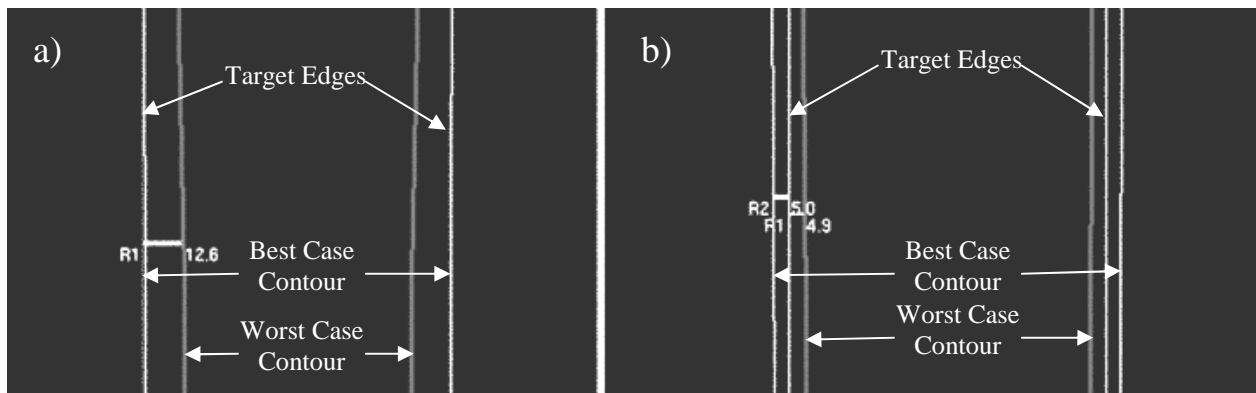 a)
Target Edges
R1 12.6
Best Case
Contour
Worst Case
Contour
b)
Target Edges
R2 5.0
R1 4.9
Best Case
Contour
Worst Case
Contour